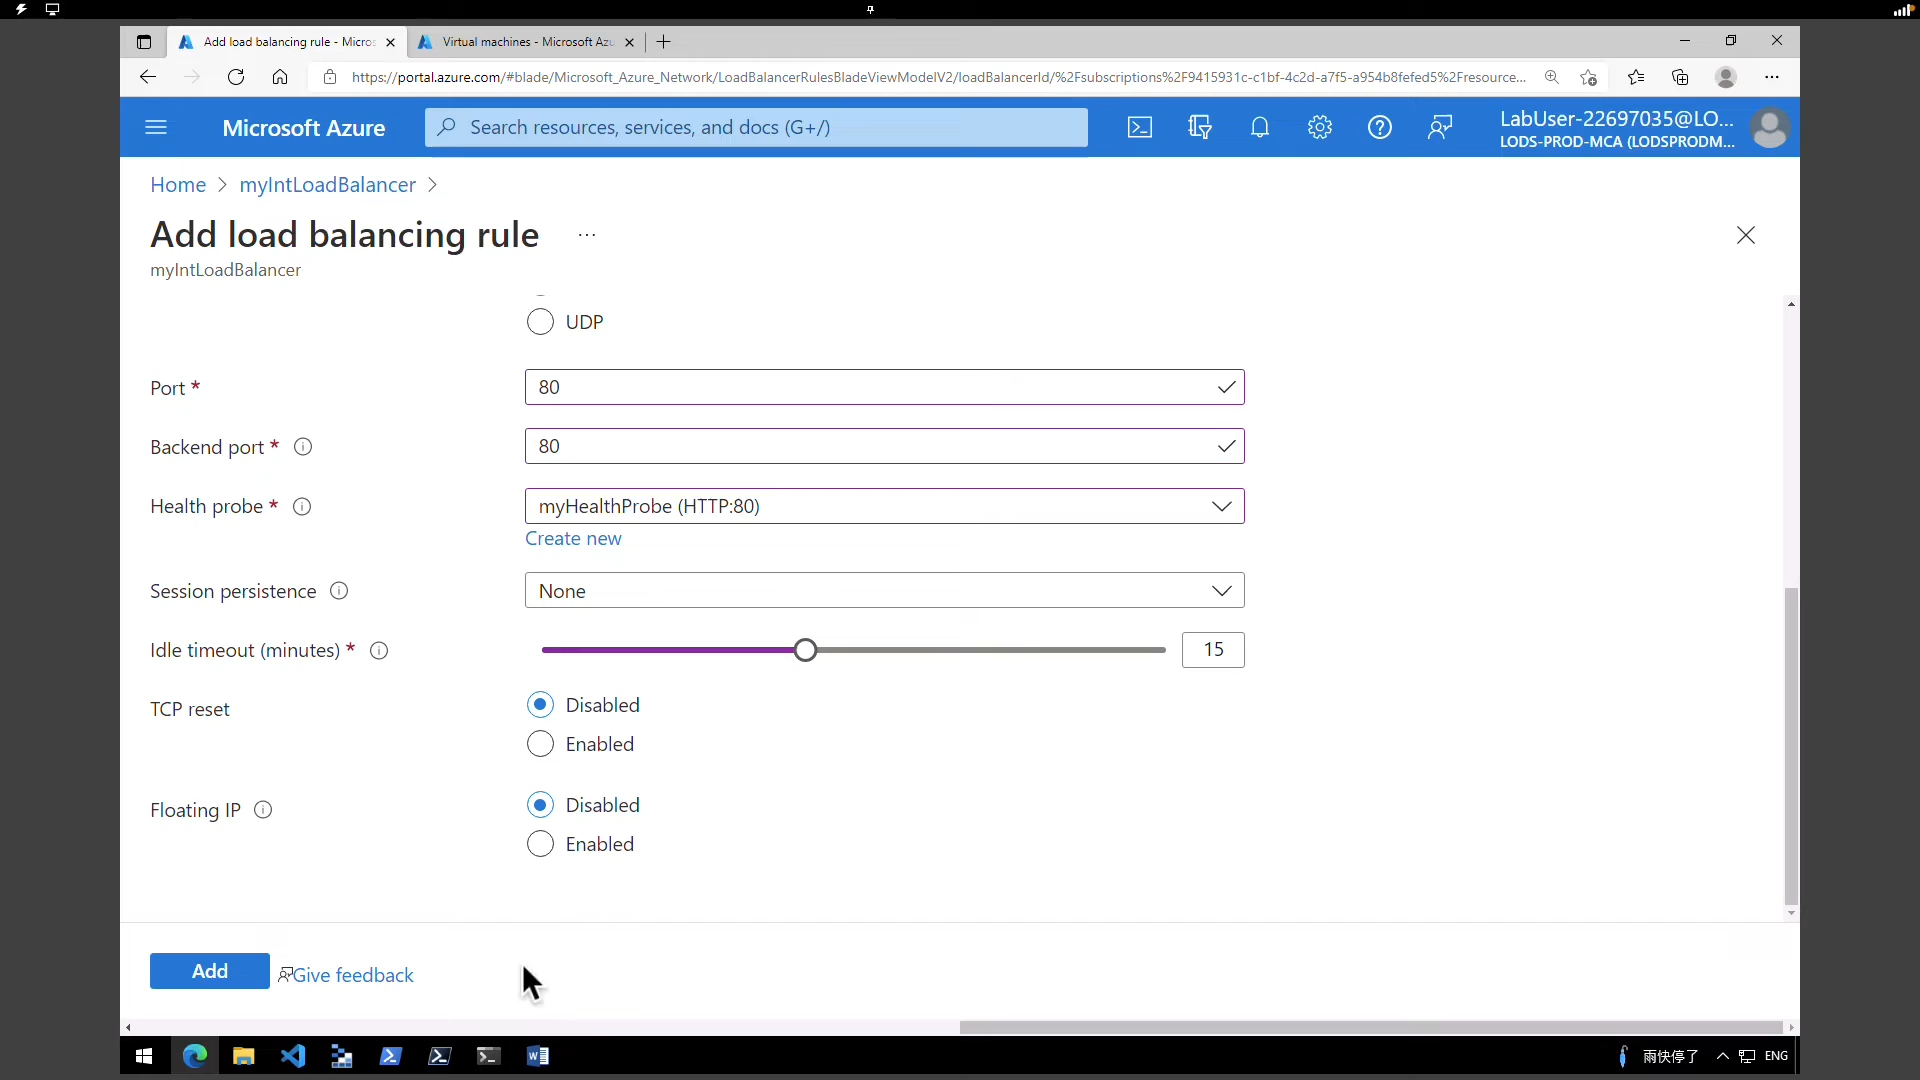 Add load balancing rule - Micros
Virtual machines - Microsoft Azu
https://portal.azure.com/#blade/Microsoft_Azure_Network/LoadBalancerRulesBladeViewModelV2/loadBalancerId/%2Fsubscriptions%2F9415931c-c1bf-4c2d-a7f5-a954b8fefed5%2Fresource...
Microsoft Azure
Search resources, services, and docs (G+/)
LabUser-22697035@LO...
LODS-PROD-MCA (LODSPRODM...
Home > myIntLoadBalancer >
Add load balancing rule ...
myIntLoadBalancer
UDP
Port *
80
Backend port *
80
Health probe *
myHealthProbe (HTTP:80)
Create new
Session persistence
None
Idle timeout (minutes) *
15
TCP reset
Disabled
Enabled
Floating IP
Disabled
Enabled
Add
Give feedback
雨快停了
ENG